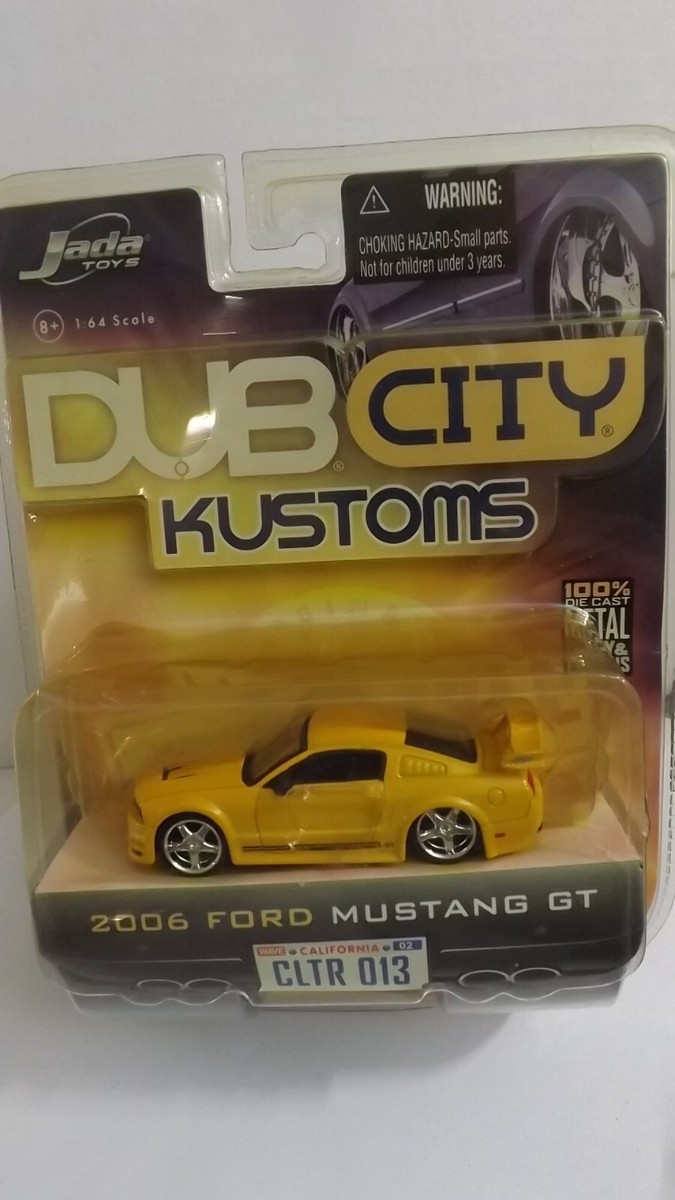 Jada
TOYS
WARNING:
CHOKING HAZARD-Small parts.
Not for children under 3 years.
8+ 1:64 Scale
DUB® CITY®
KUSTOMS
100%
DIE CAST
2006 FORD MUSTANG GT
WAVE CALIFORNIA 02
CLTR 013